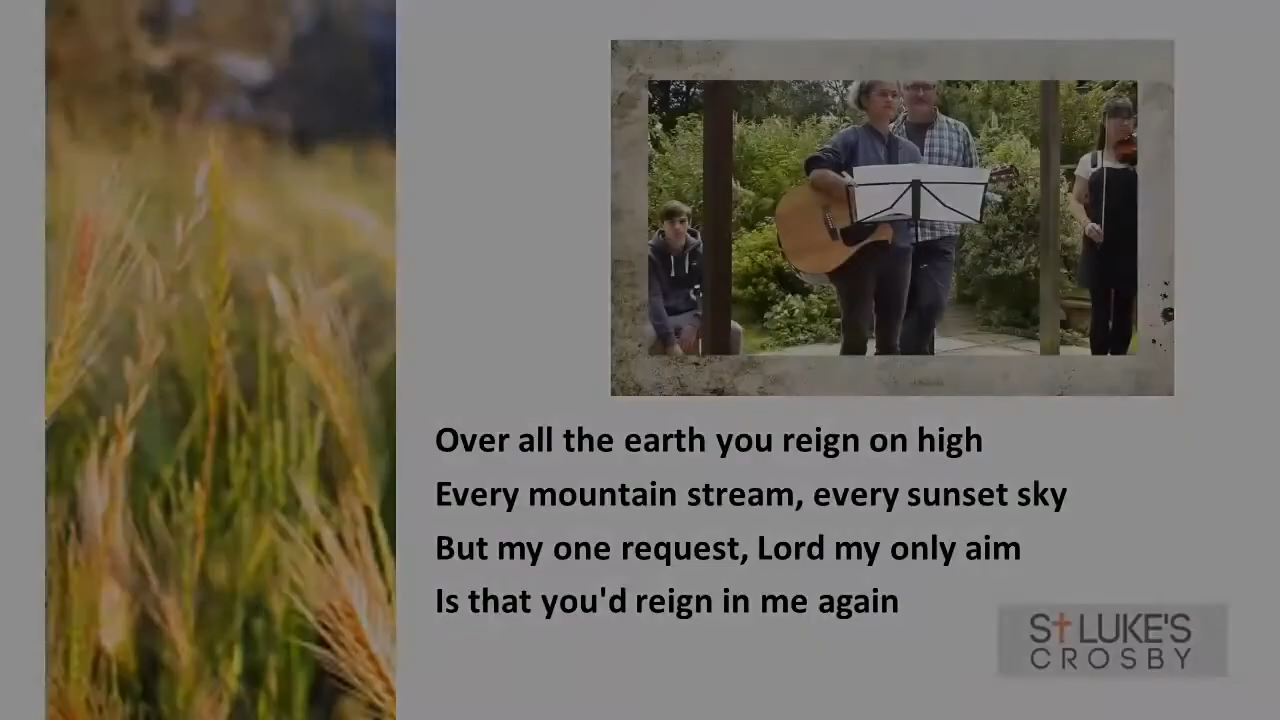 Over all the earth you reign on high
Every mountain stream, every sunset sky
But my one request, Lord my only aim
Is that you'd reign in me again
St LUKE'S
CROSBY